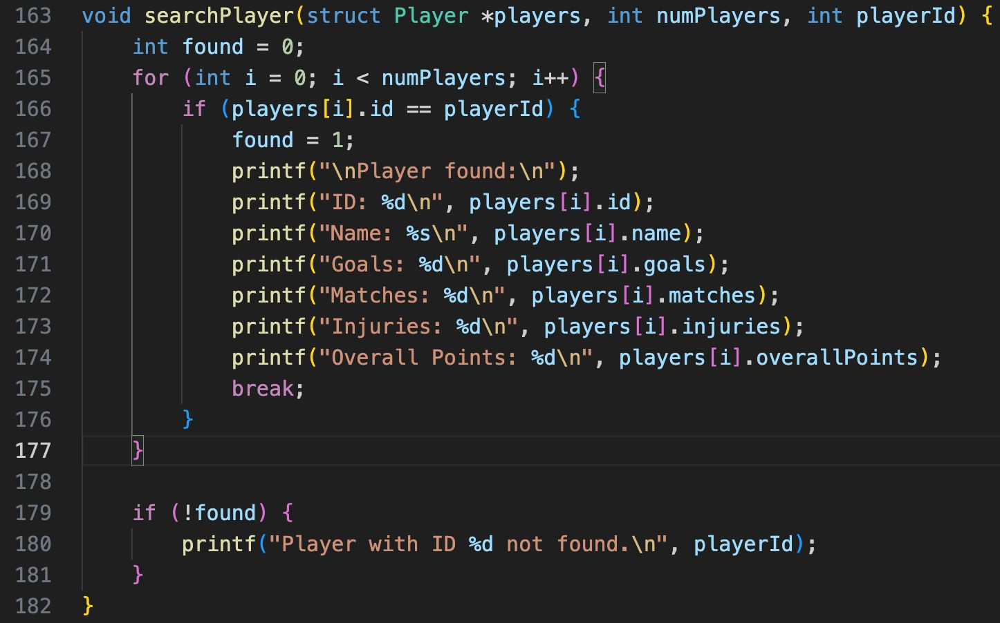 163 void searchPlayer(struct Player *players, int numPlayers, int playerId) {
164     int found = 0;
165     for (int i = 0; i < numPlayers; i++) {
166         if (players[i].id == playerId) {
167             found = 1;
168             printf("\nPlayer found:\n");
169             printf("ID: %d\n", players[i].id);
170             printf("Name: %s\n", players[i].name);
171             printf("Goals: %d\n", players[i].goals);
172             printf("Matches: %d\n", players[i].matches);
173             printf("Injuries: %d\n", players[i].injuries);
174             printf("Overall Points: %d\n", players[i].overallPoints);
175             break;
176         }
177     }
178
179     if (!found) {
180         printf("Player with ID %d not found.\n", playerId);
181     }
182 }